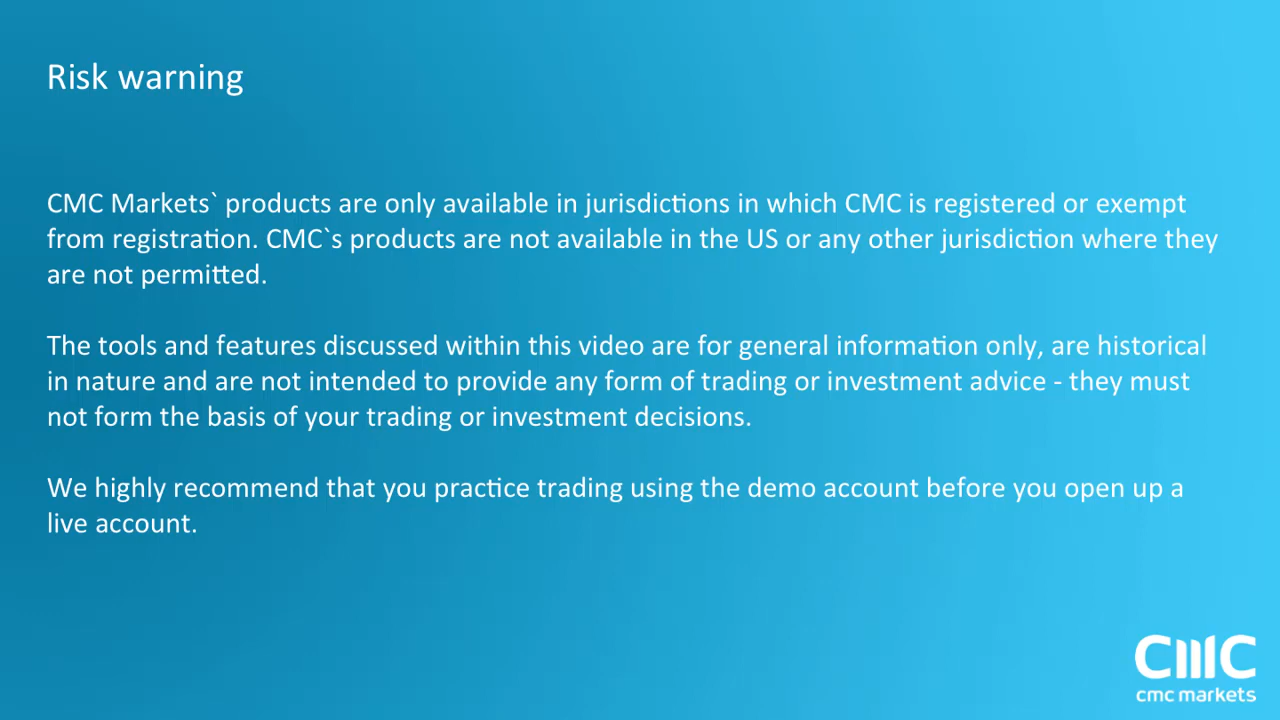 Risk warning
CMC Markets` products are only available in jurisdictions in which CMC is registered or exempt
from registration. CMC`s products are not available in the US or any other jurisdiction where they
are not permitted.
The tools and features discussed within this video are for general information only, are historical
in nature and are not intended to provide any form of trading or investment advice - they must
not form the basis of your trading or investment decisions.
We highly recommend that you practice trading using the demo account before you open up a
live account.
CMC
cmc markets